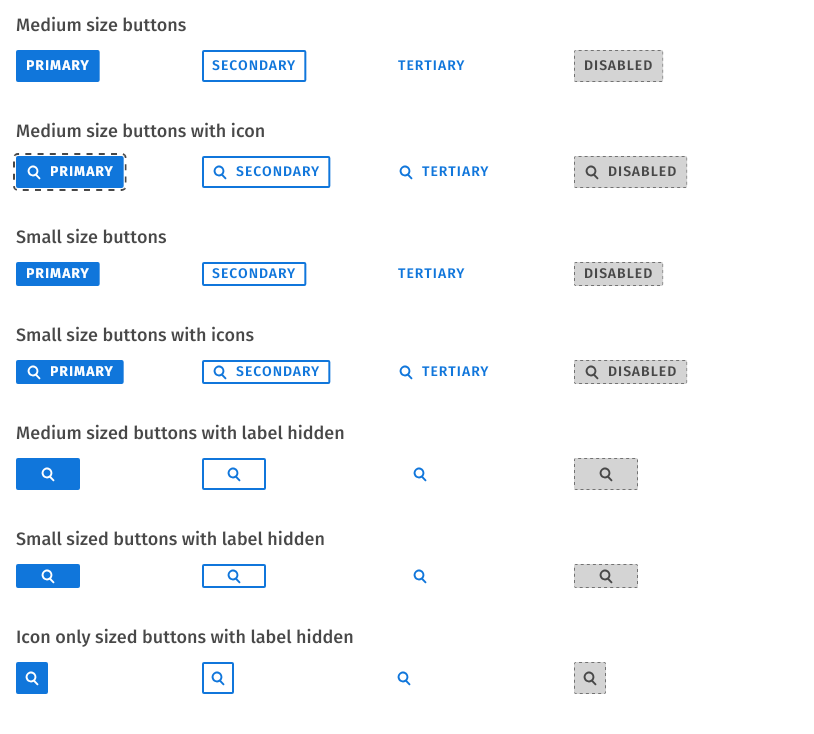 Medium size buttons
PRIMARY SECONDARY TERTIARY DISABLED
Medium size buttons with icon
PRIMARY SECONDARY TERTIARY DISABLED
Small size buttons
PRIMARY SECONDARY TERTIARY DISABLED
Small size buttons with icons
PRIMARY SECONDARY TERTIARY DISABLED
Medium sized buttons with label hidden
Small sized buttons with label hidden
Icon only sized buttons with label hidden